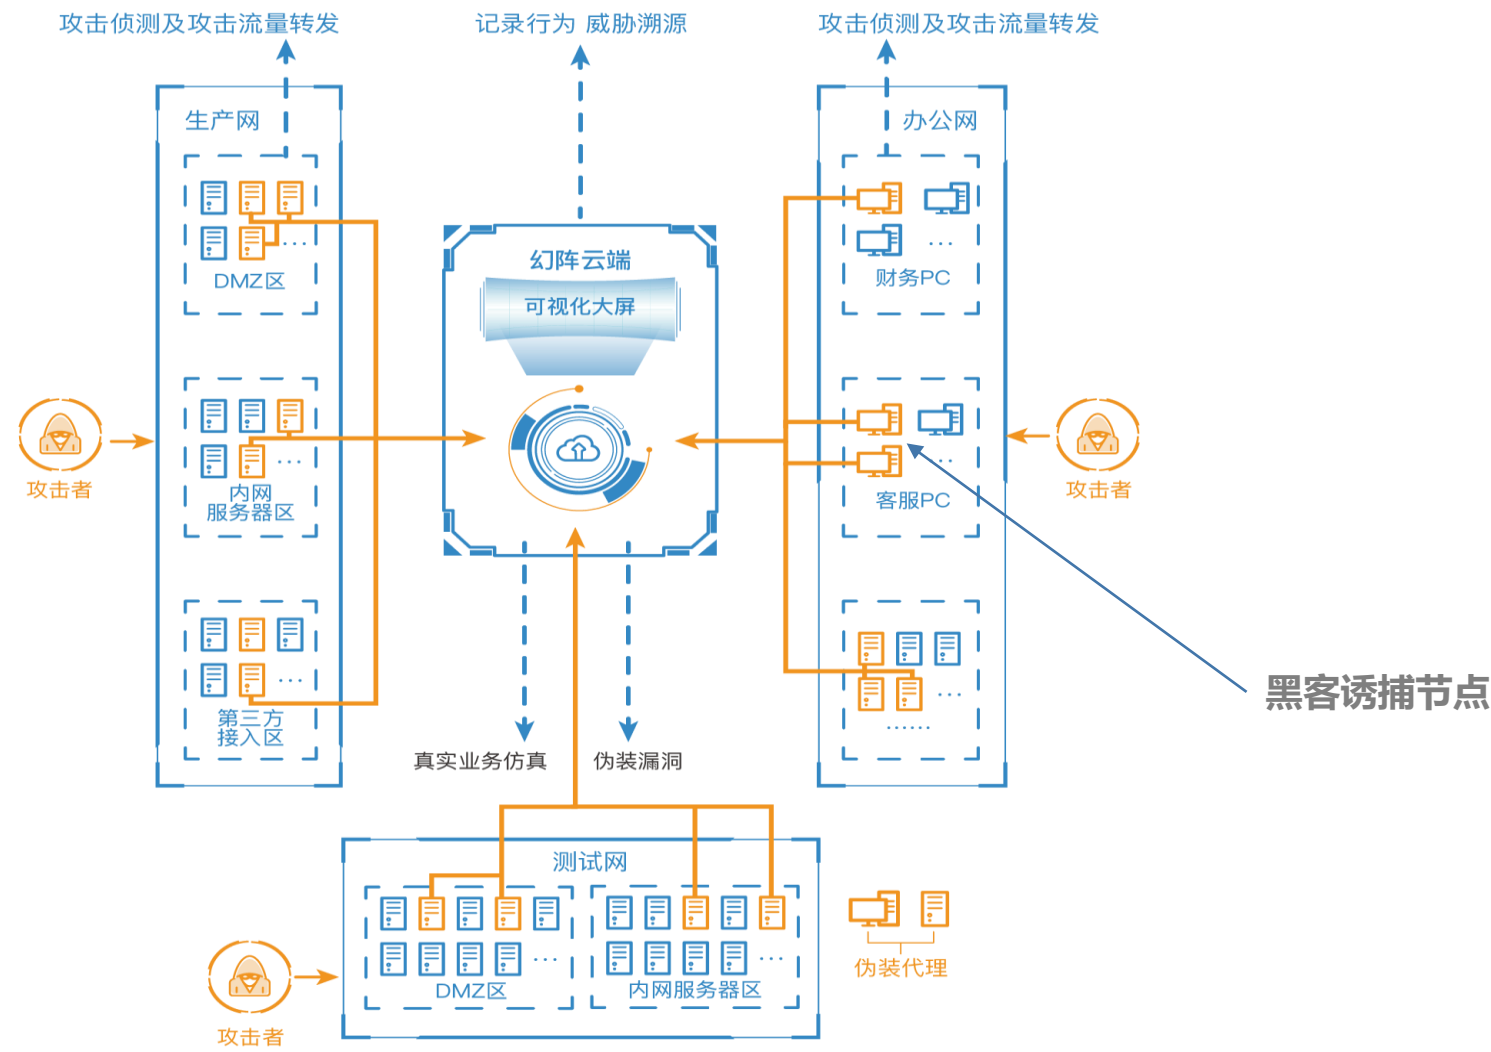 攻击侦测及攻击流量转发
记录行为 威胁溯源
攻击侦测及攻击流量转发
生产网
DMZ区
内网
服务器区
第三方
接入区
攻击者
幻阵云端
可视化大屏
真实业务仿真
伪装漏洞
办公网
财务PC
客服PC
......
攻击者
黑客诱捕节点
测试网
DMZ区
内网服务器区
攻击者
伪装代理